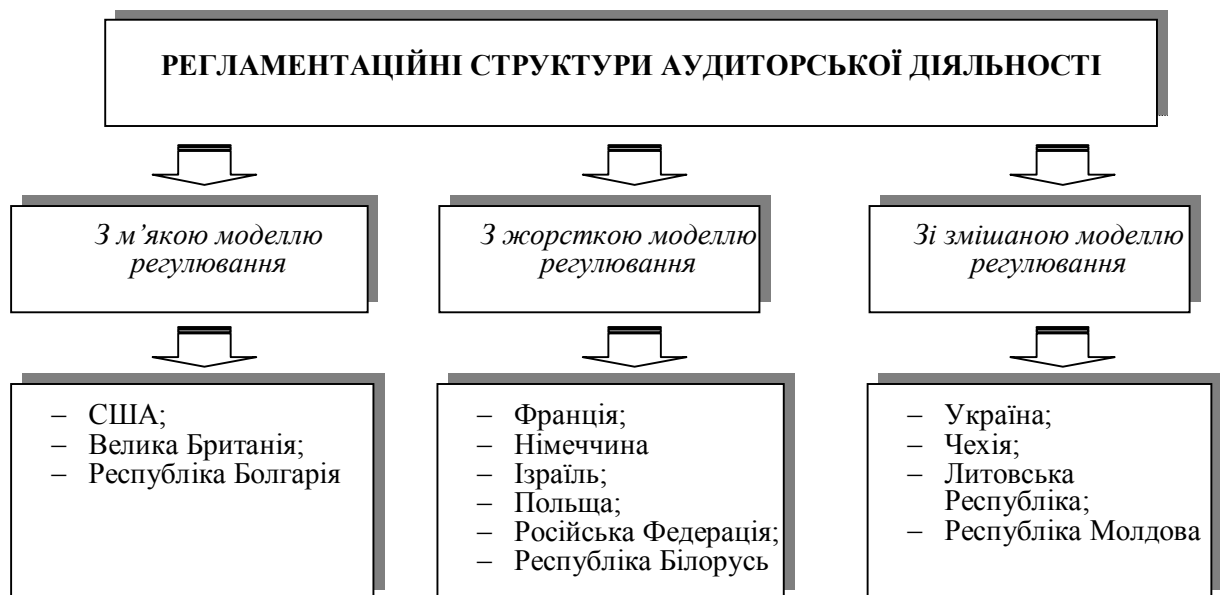 РЕГЛАМЕНТАЦІЙНІ СТРУКТУРИ АУДИТОРСЬКОЇ ДІЯЛЬНОСТІ
З м’якою моделлю
регулювання
З жорсткою моделлю
регулювання
Зі змішаною моделлю
регулювання
– США;
– Велика Британія;
– Республіка Болгарія
– Франція;
– Німеччина
– Ізраїль;
– Польща;
– Російська Федерація;
– Республіка Білорусь
– Україна;
– Чехія;
– Литовська
Республіка;
– Республіка Молдова